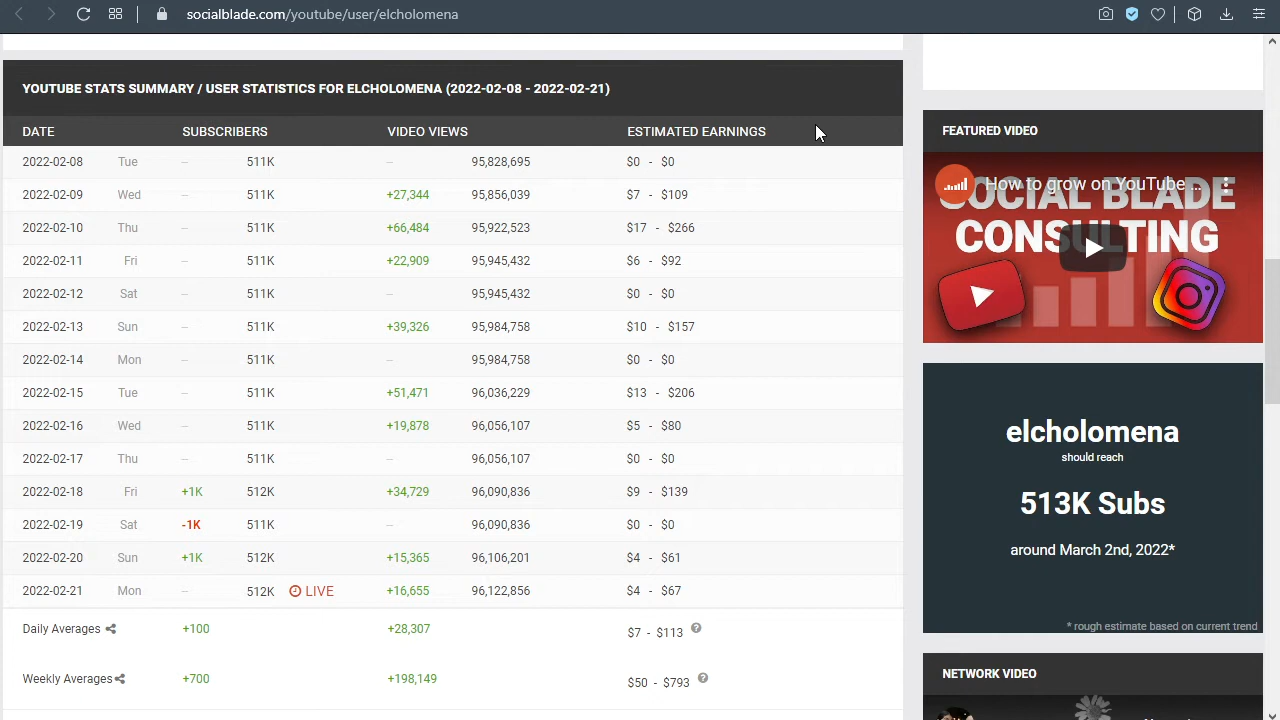 socialblade.com/youtube/user/elcholomena
YOUTUBE STATS SUMMARY / USER STATISTICS FOR ELCHOLOMENA (2022-02-08 - 2022-02-21)
DATE SUBSCRIBERS VIDEO VIEWS ESTIMATED EARNINGS
2022-02-08 Tue -- 511K -- 95,828,695 $0 - $0
2022-02-09 Wed -- 511K +27,344 95,856,039 $7 - $109
2022-02-10 Thu -- 511K +66,484 95,922,523 $17 - $266
2022-02-11 Fri -- 511K +22,909 95,945,432 $6 - $92
2022-02-12 Sat -- 511K -- 95,945,432 $0 - $0
2022-02-13 Sun -- 511K +39,326 95,984,758 $10 - $157
2022-02-14 Mon -- 511K -- 95,984,758 $0 - $0
2022-02-15 Tue -- 511K +51,471 96,036,229 $13 - $206
2022-02-16 Wed -- 511K +19,878 96,056,107 $5 - $80
2022-02-17 Thu -- 511K -- 96,056,107 $0 - $0
2022-02-18 Fri +1K 512K +34,729 96,090,836 $9 - $139
2022-02-19 Sat -1K 511K -- 96,090,836 $0 - $0
2022-02-20 Sun +1K 512K +15,365 96,106,201 $4 - $61
2022-02-21 Mon -- 512K LIVE +16,655 96,122,856 $4 - $67
Daily Averages +100 +28,307 $7 - $113 ?
Weekly Averages +700 +198,149 $50 - $793 ?
FEATURED VIDEO
How to grow on YouTube ...
SOCIAL BLADE
CONSULTING
elcholomena
should reach
513K Subs
around March 2nd, 2022*
* rough estimate based on current trend
NETWORK VIDEO